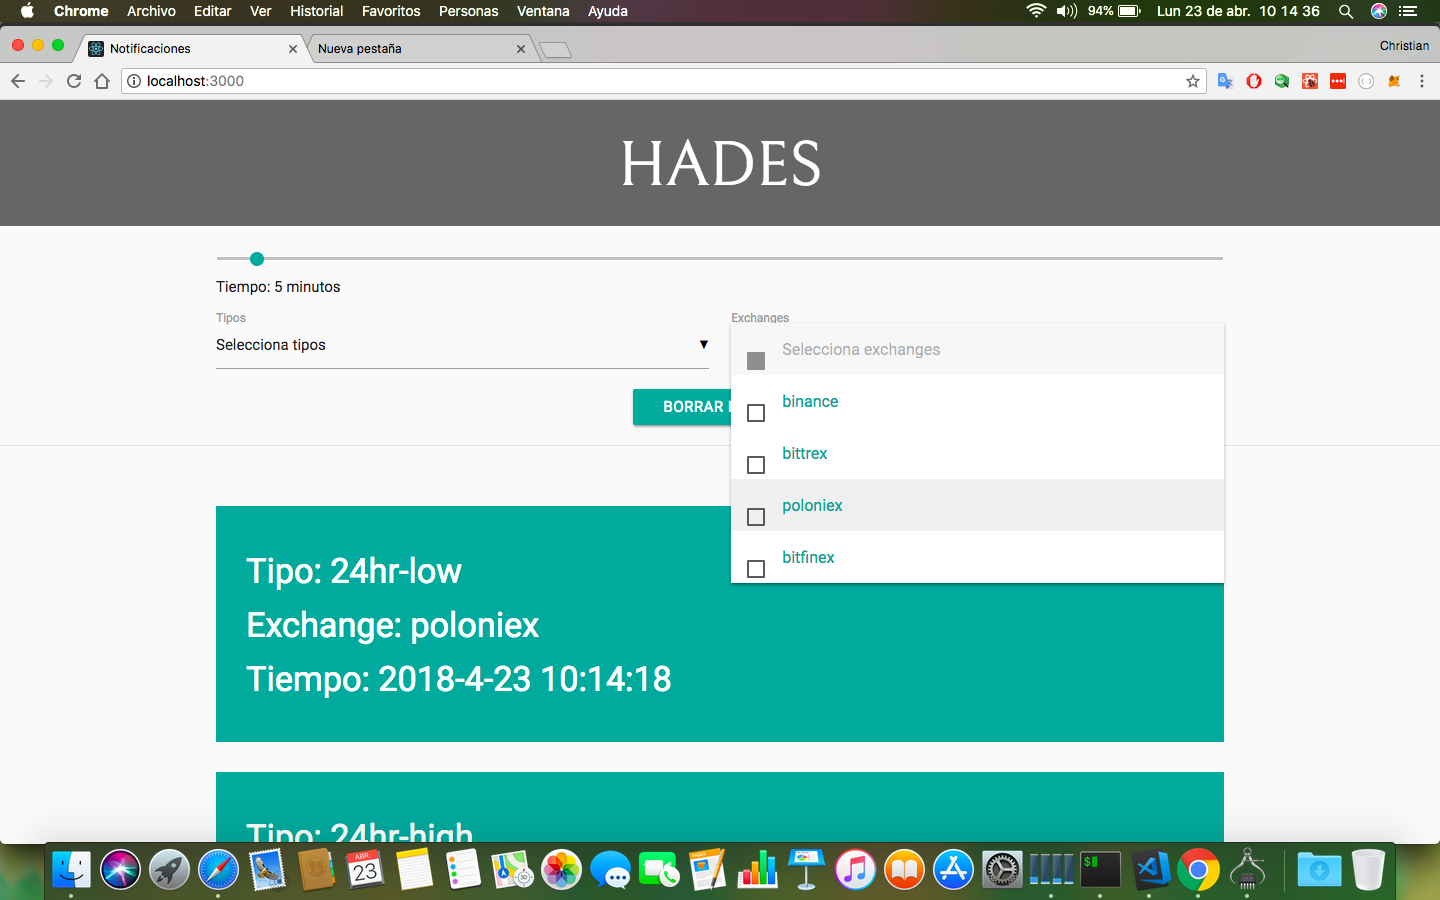 Chrome Archivo Editar Ver Historial Favoritos Personas Ventana Ayuda 94% Lun 23 de abr. 10 14 36
Notificaciones Nueva pestaña Christian
localhost:3000
HADES
Tiempo: 5 minutos
Tipos Exchanges
Selecciona tipos Selecciona exchanges
binance
BORRAR
bittrex
poloniex
bitfinex
Tipo: 24hr-low
Exchange: poloniex
Tiempo: 2018-4-23 10:14:18
Tipo: 24hr-high
ABR.
23